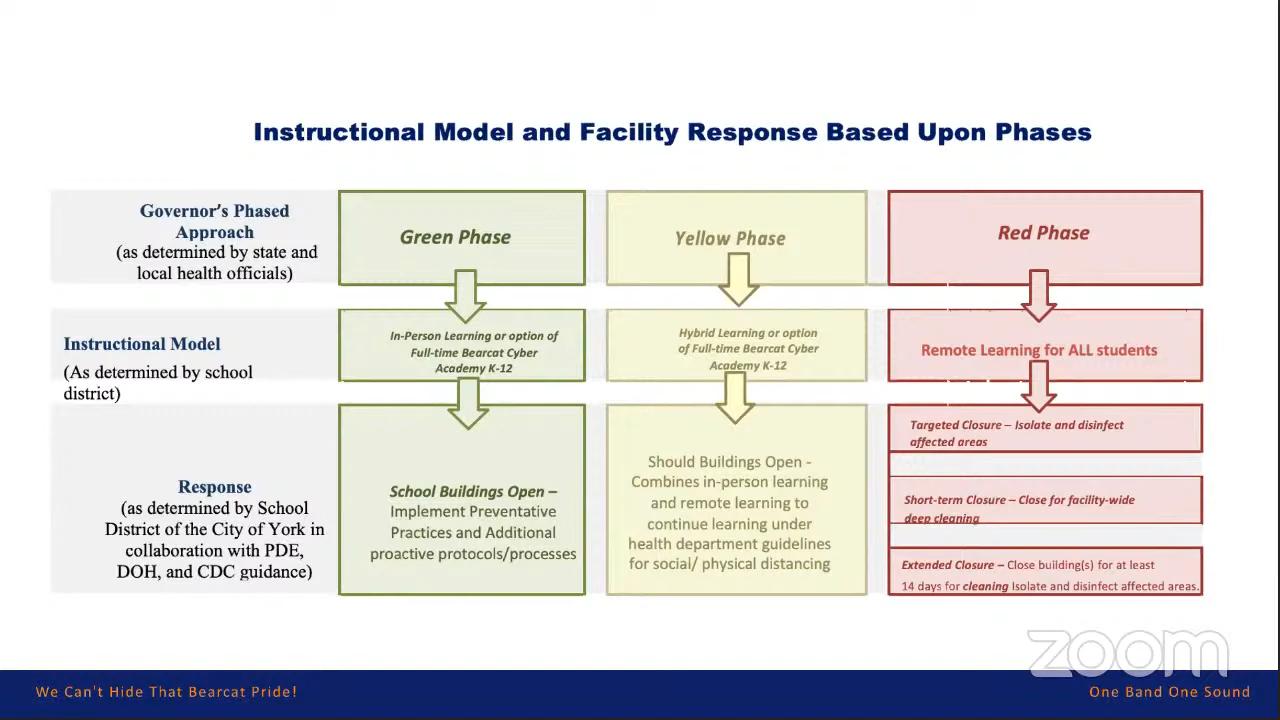 Instructional Model and Facility Response Based Upon Phases
Governor's Phased
Approach
(as determined by state and
local health officials)
Green Phase
Yellow Phase
Red Phase
Instructional Model
(As determined by school
district)
In-Person Learning or option of
Full-time Bearcat Cyber
Academy K-12
Hybrid Learning or option
of Full-time Bearcat Cyber
Academy K-12
Remote Learning for ALL students
Response
(as determined by School
District of the City of York in
collaboration with PDE,
DOH, and CDC guidance)
School Buildings Open –
Implement Preventative
Practices and Additional
proactive protocols/processes
Should Buildings Open -
Combines in-person learning
and remote learning to
continue learning under
health department guidelines
for social/ physical distancing
Targeted Closure – Isolate and disinfect
affected areas
Short-term Closure – Close for facility-wide
deep cleaning
Extended Closure – Close building(s) for at least
14 days for cleaning Isolate and disinfect affected areas.
zoom
We Can't Hide That Bearcat Pride!
One Band One Sound